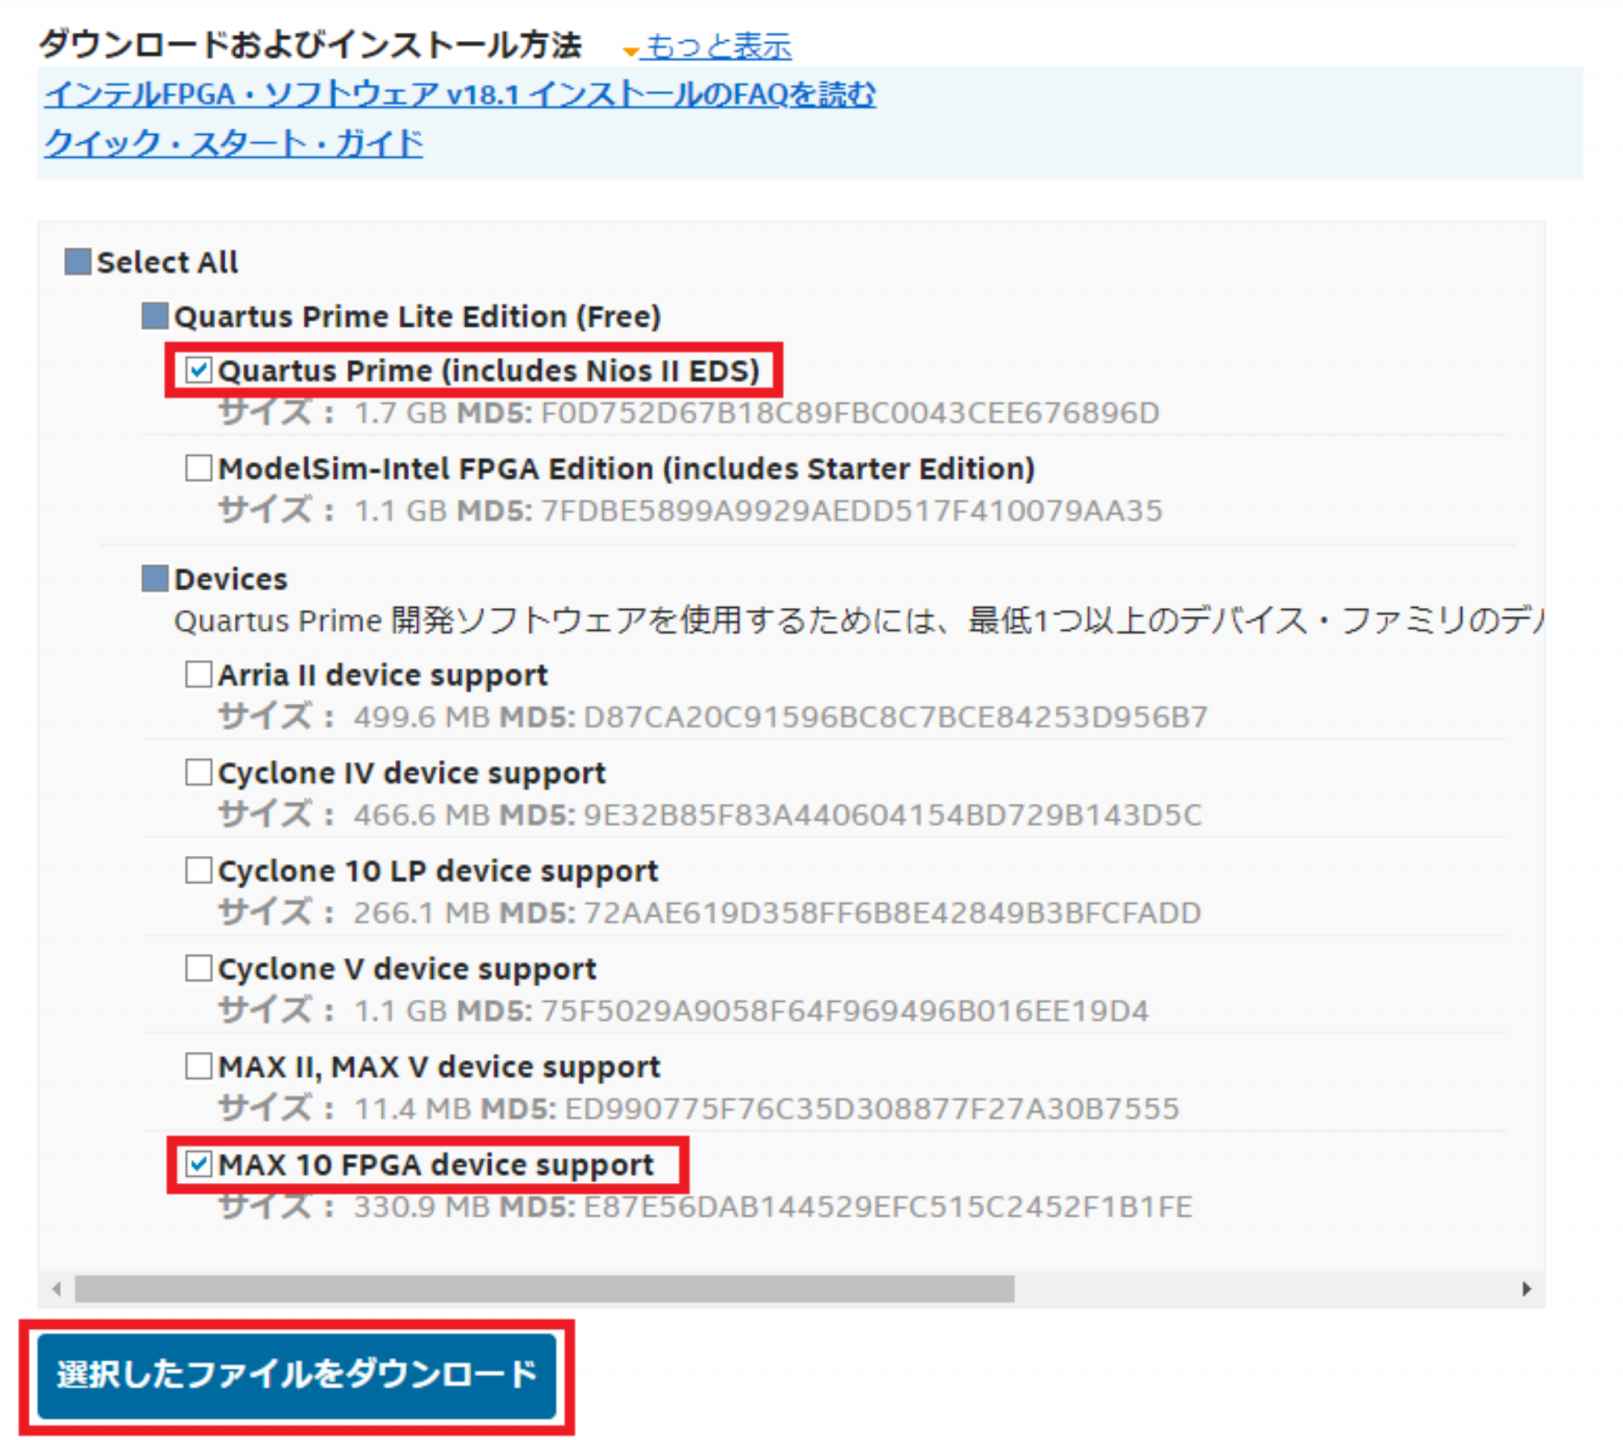 ダウンロードおよびインストール方法 もっと表示
インテルFPGA・ソフトウェア v18.1 インストールのFAQを読む
クイック・スタート・ガイド
Select All
Quartus Prime Lite Edition (Free)
Quartus Prime (includes Nios II EDS)
サイズ： 1.7 GB MD5: F0D752D67B18C89FBC0043CEE676896D
ModelSim-Intel FPGA Edition (includes Starter Edition)
サイズ： 1.1 GB MD5: 7FDBE5899A9929AEDD517F410079AA35
Devices
Quartus Prime 開発ソフトウェアを使用するためには、最低1つ以上のデバイス・ファミリのデ
Arria II device support
サイズ： 499.6 MB MD5: D87CA20C91596BC8C7BCE84253D956B7
Cyclone IV device support
サイズ： 466.6 MB MD5: 9E32B85F83A440604154BD729B143D5C
Cyclone 10 LP device support
サイズ： 266.1 MB MD5: 72AAE619D358FF6B8E42849B3BFCFADD
Cyclone V device support
サイズ： 1.1 GB MD5: 75F5029A9058F64F969496B016EE19D4
MAX II, MAX V device support
サイズ： 11.4 MB MD5: ED990775F76C35D308877F27A30B7555
MAX 10 FPGA device support
サイズ： 330.9 MB MD5: E87E56DAB144529EFC515C2452F1B1FE
選択したファイルをダウンロード